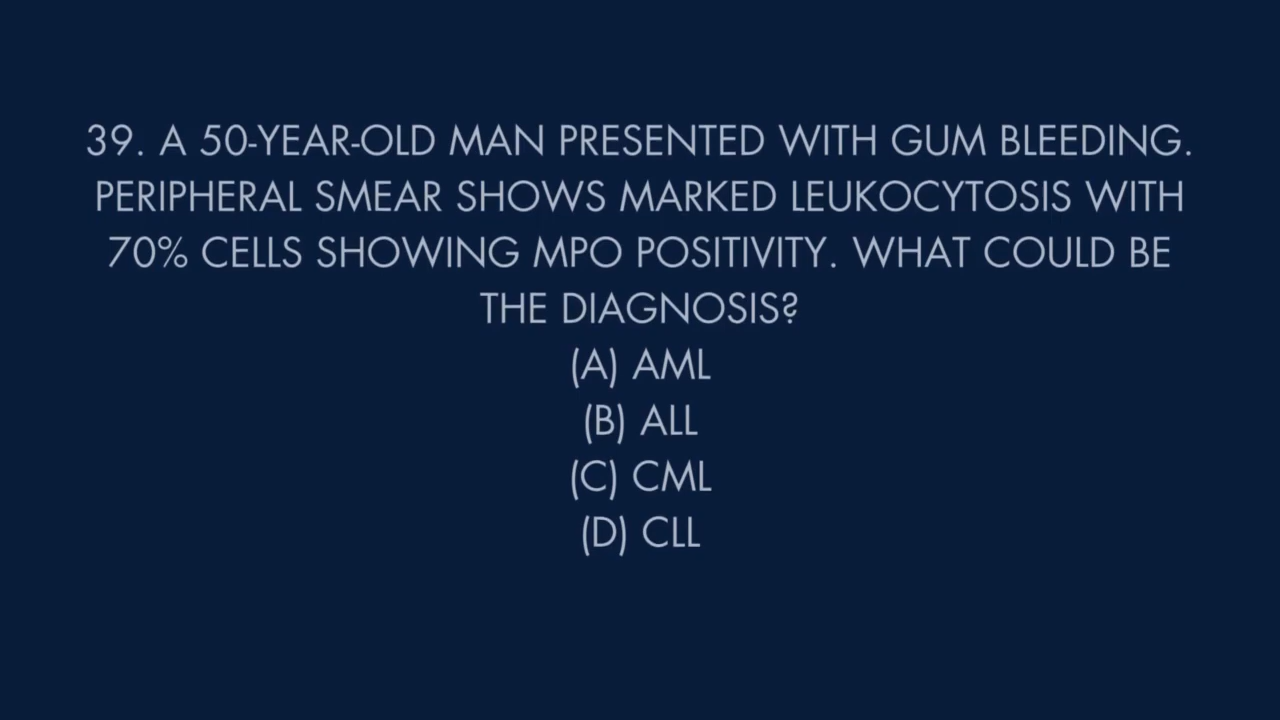 39. A 50-YEAR-OLD MAN PRESENTED WITH GUM BLEEDING.
PERIPHERAL SMEAR SHOWS MARKED LEUKOCYTOSIS WITH
70% CELLS SHOWING MPO POSITIVITY. WHAT COULD BE
THE DIAGNOSIS?
(A) AML
(B) ALL
(C) CML
(D) CLL